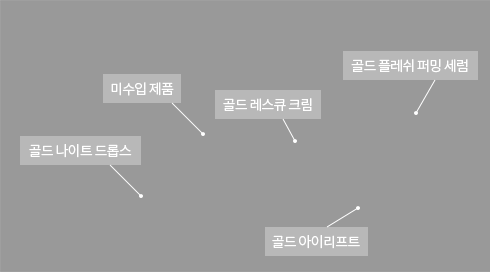 골드 플레쉬 퍼밍 세럼
미수입 제품
골드 레스큐 크림
골드 나이트 드롭스
골드 아이리프트